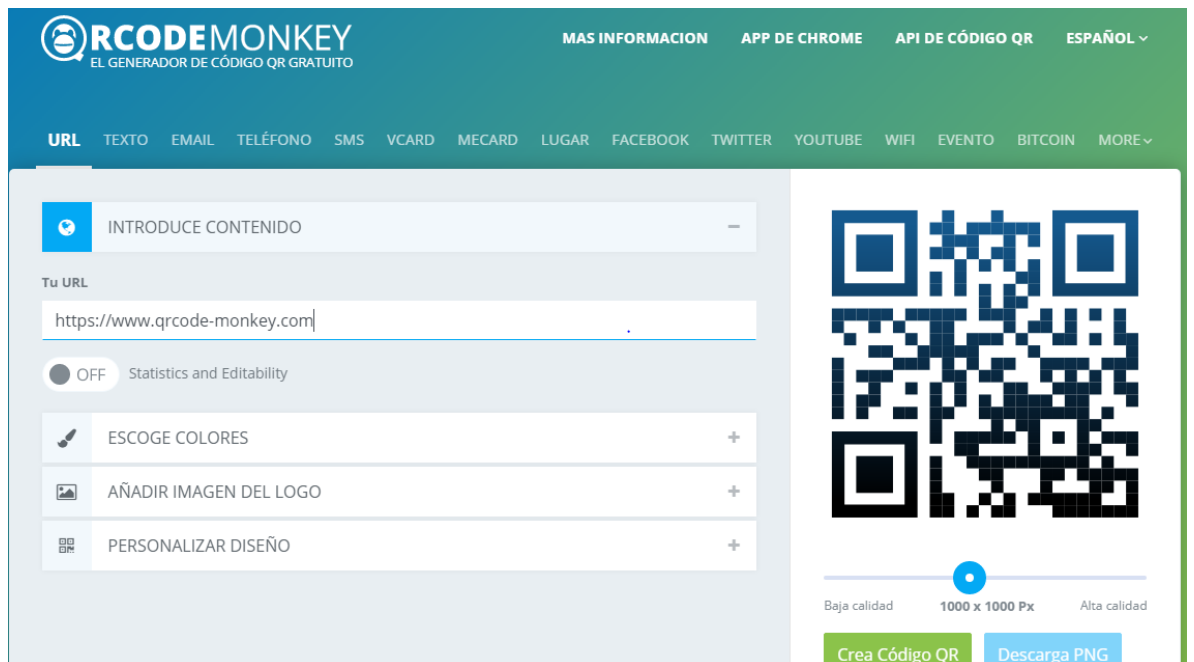 QRCODEMONKEY
EL GENERADOR DE CÓDIGO QR GRATUITO
MAS INFORMACION APP DE CHROME API DE CÓDIGO QR ESPAÑOL
URL TEXTO EMAIL TELÉFONO SMS VCARD MECARD LUGAR FACEBOOK TWITTER YOUTUBE WIFI EVENTO BITCOIN MORE
INTRODUCE CONTENIDO
Tu URL
https://www.qrcode-monkey.com
OFF Statistics and Editability
ESCOGE COLORES
AÑADIR IMAGEN DEL LOGO
PERSONALIZAR DISEÑO
Baja calidad 1000 x 1000 Px Alta calidad
Crea Código QR Descarga PNG